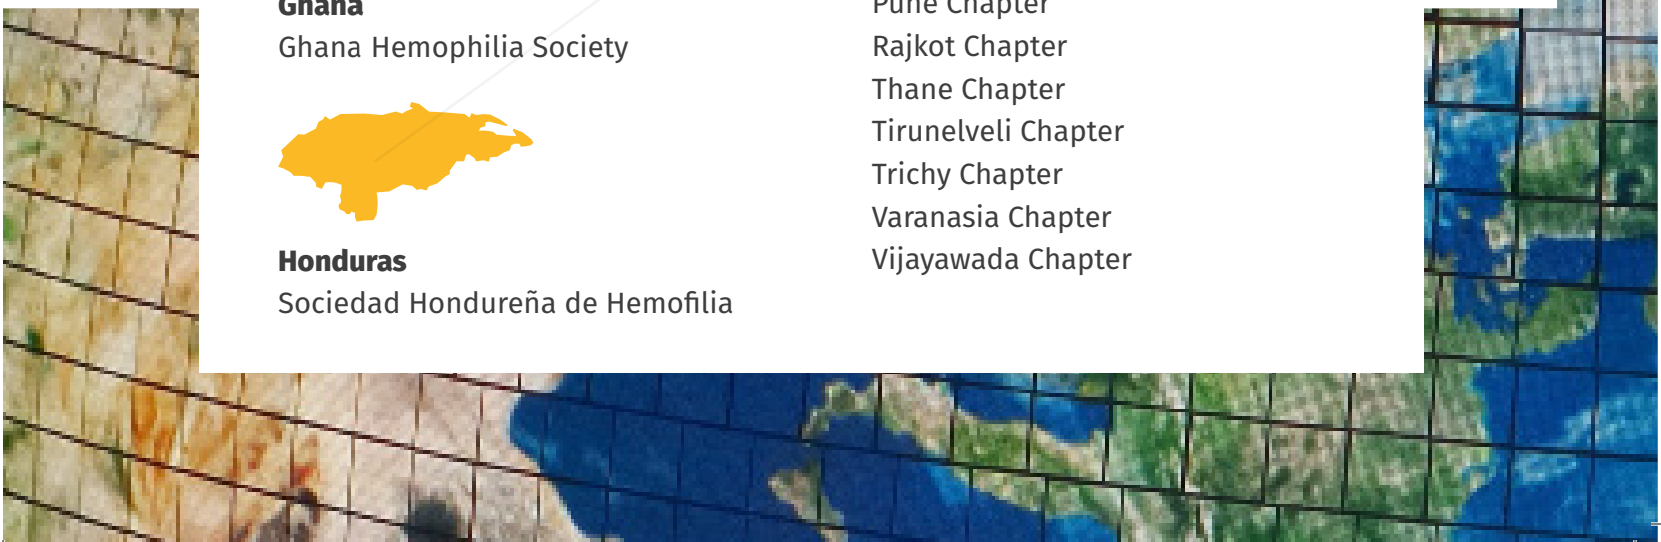 Ghana
Ghana Hemophilia Society
Honduras
Sociedad Hondureña de Hemofilia
Pune Chapter
Rajkot Chapter
Thane Chapter
Tirunelveli Chapter
Trichy Chapter
Varanasia Chapter
Vijayawada Chapter